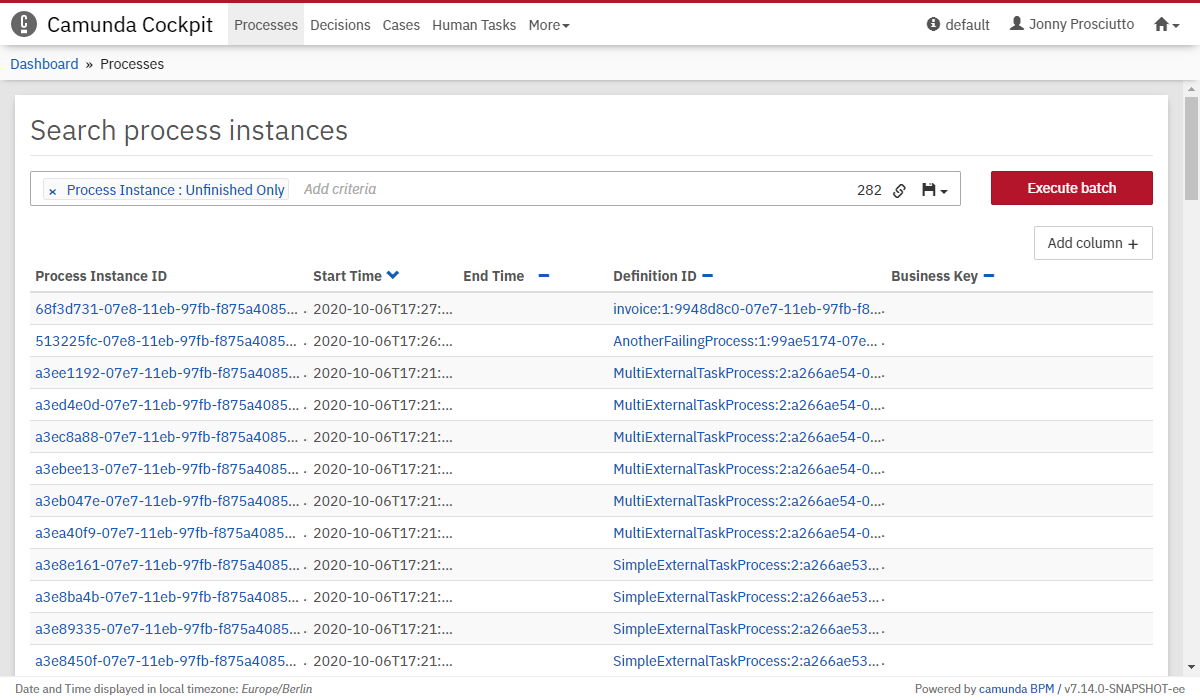 Camunda Cockpit Processes Decisions Cases Human Tasks More default Jonny Prosciutto
Dashboard » Processes
Search process instances
× Process Instance : Unfinished Only Add criteria 282 Execute batch
Add column +
Process Instance ID Start Time End Time Definition ID Business Key
68f3d731-07e8-11eb-97fb-f875a4085... . 2020-10-06T17:27:... invoice:1:9948d8c0-07e7-11eb-97fb-f8....
513225fc-07e8-11eb-97fb-f875a4085... . 2020-10-06T17:26:... AnotherFailingProcess:1:99ae5174-07e... .
a3ee1192-07e7-11eb-97fb-f875a4085... . 2020-10-06T17:21:... MultiExternalTaskProcess:2:a266ae54-0....
a3ed4e0d-07e7-11eb-97fb-f875a4085... . 2020-10-06T17:21:... MultiExternalTaskProcess:2:a266ae54-0....
a3ec8a88-07e7-11eb-97fb-f875a4085... . 2020-10-06T17:21:... MultiExternalTaskProcess:2:a266ae54-0....
a3ebee13-07e7-11eb-97fb-f875a4085... . 2020-10-06T17:21:... MultiExternalTaskProcess:2:a266ae54-0....
a3eb047e-07e7-11eb-97fb-f875a4085... . 2020-10-06T17:21:... MultiExternalTaskProcess:2:a266ae54-0....
a3ea40f9-07e7-11eb-97fb-f875a4085... . 2020-10-06T17:21:... MultiExternalTaskProcess:2:a266ae54-0....
a3e8e161-07e7-11eb-97fb-f875a4085... . 2020-10-06T17:21:... SimpleExternalTaskProcess:2:a266ae53... .
a3e8ba4b-07e7-11eb-97fb-f875a4085... . 2020-10-06T17:21:... SimpleExternalTaskProcess:2:a266ae53... .
a3e89335-07e7-11eb-97fb-f875a4085... . 2020-10-06T17:21:... SimpleExternalTaskProcess:2:a266ae53... .
a3e8450f-07e7-11eb-97fb-f875a4085... . 2020-10-06T17:21:... SimpleExternalTaskProcess:2:a266ae53... .
Date and Time displayed in local timezone: Europe/Berlin Powered by camunda BPM / v7.14.0-SNAPSHOT-ee